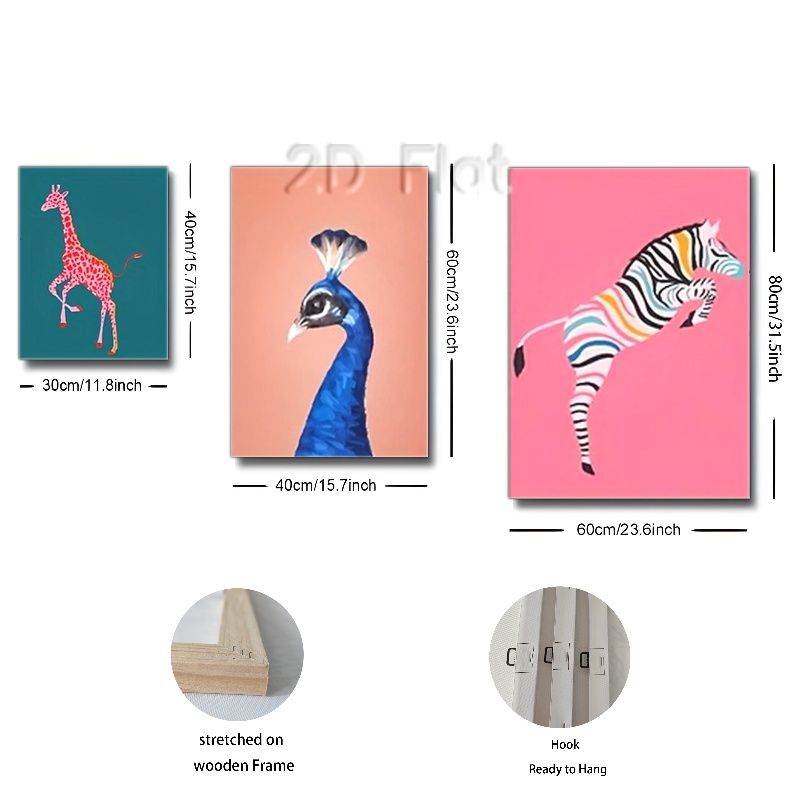 2D Flat
40cm/15.7inch
60cm/23.6inch
80cm/31.5inch
30cm/11.8inch
40cm/15.7inch
60cm/23.6inch
stretched on
wooden Frame
Hook
Ready to Hang